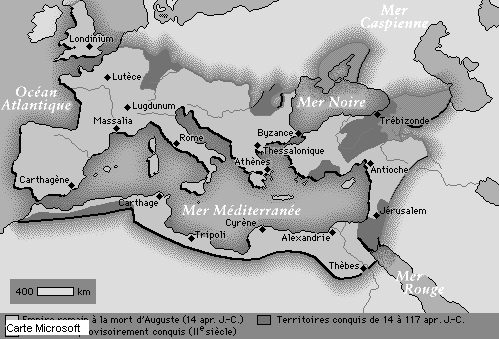 Mer
Caspienne
Londinium
Lutèce
Océan
Atlantique
Lugdunum
Mer Noire
Massalia
Trébizonde
Byzance
Rome
Thessalonique
Athènes
Antioche
Carthagène
Carthage
Jérusalem
Mer Méditerranée
Cyrène
Tripoli
Alexandrie
Thèbes
Mer
Rouge
400 km
Empire romain à la mort d'Auguste (14 apr. J.-C.) Territoires conquis de 14 à 117 apr. J.-C.
Carte Microsoft conquis (IIe siècle)